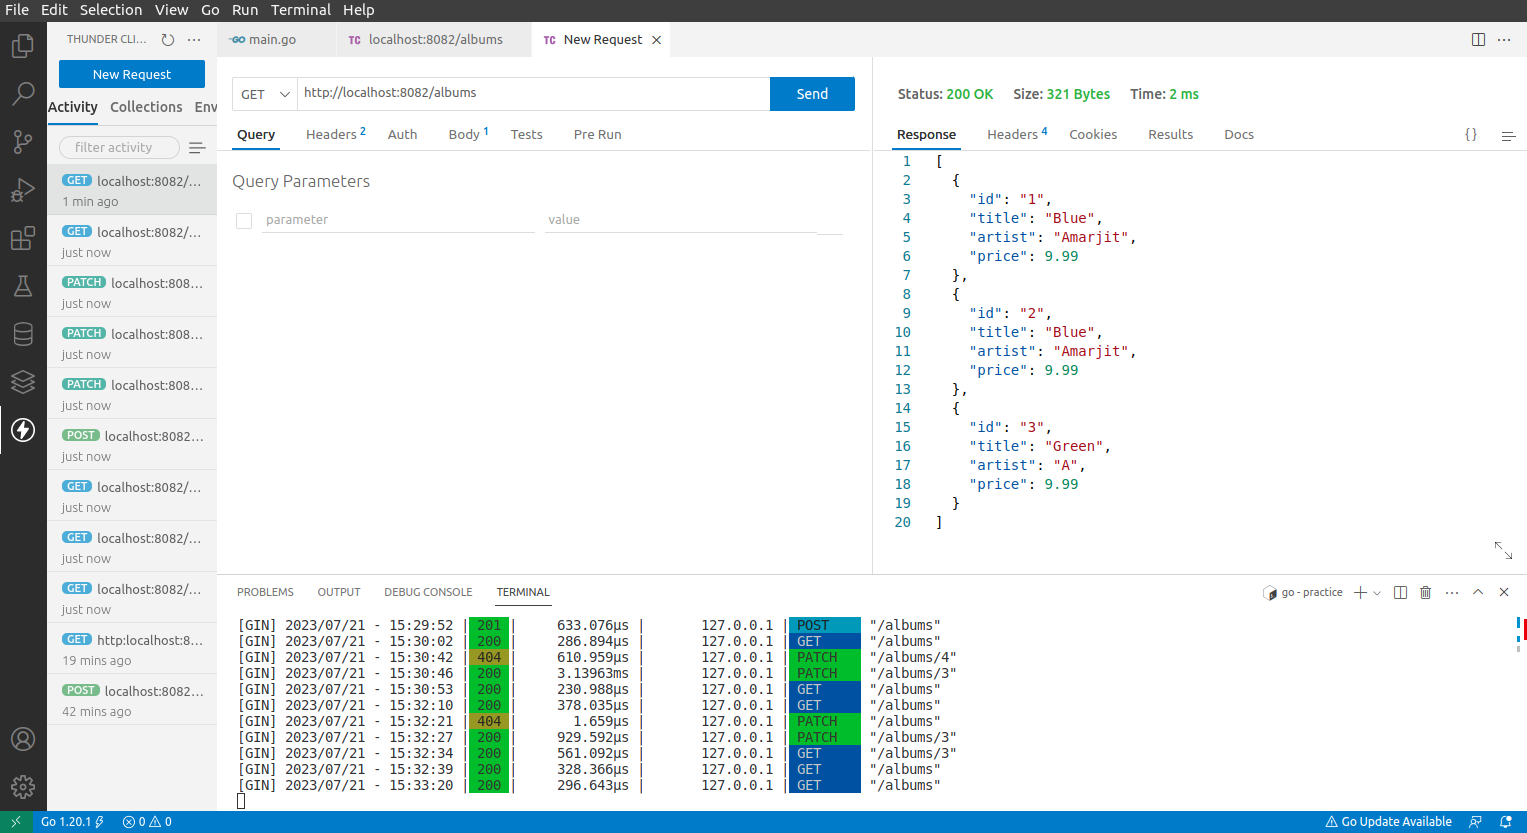 File Edit Selection View Go Run Terminal Help
THUNDER CLI... ...
New Request
Activity Collections Env
filter activity
GET localhost:8082/...
1 min ago
GET localhost:8082/...
just now
PATCH localhost:808...
just now
PATCH localhost:808...
just now
PATCH localhost:808...
just now
POST localhost:8082...
just now
GET localhost:8082/...
just now
GET localhost:8082/...
just now
GET localhost:8082/...
just now
GET http:localhost:8...
19 mins ago
POST localhost:8082...
42 mins ago
GO main.go
TC localhost:8082/albums
TC New Request
GET http://localhost:8082/albums Send
Query Headers 2 Auth Body 1 Tests Pre Run
Query Parameters
parameter value
Status: 200 OK Size: 321 Bytes Time: 2 ms
Response Headers 4 Cookies Results Docs {}
1 [
2 {
3 "id": "1",
4 "title": "Blue",
5 "artist": "Amarjit",
6 "price": 9.99
7 },
8 {
9 "id": "2",
10 "title": "Blue",
11 "artist": "Amarjit",
12 "price": 9.99
13 },
14 {
15 "id": "3",
16 "title": "Green",
17 "artist": "A",
18 "price": 9.99
19 }
20 ]
PROBLEMS OUTPUT DEBUG CONSOLE TERMINAL go - practice
[GIN] 2023/07/21 - 15:29:52 | 201 | 633.076µs | 127.0.0.1 | POST "/albums"
[GIN] 2023/07/21 - 15:30:02 | 200 | 286.894µs | 127.0.0.1 | GET "/albums"
[GIN] 2023/07/21 - 15:30:42 | 404 | 610.959µs | 127.0.0.1 | PATCH "/albums/4"
[GIN] 2023/07/21 - 15:30:46 | 200 | 3.13963ms | 127.0.0.1 | PATCH "/albums/3"
[GIN] 2023/07/21 - 15:30:53 | 200 | 230.988µs | 127.0.0.1 | GET "/albums"
[GIN] 2023/07/21 - 15:32:10 | 200 | 378.035µs | 127.0.0.1 | GET "/albums"
[GIN] 2023/07/21 - 15:32:21 | 404 | 1.659µs | 127.0.0.1 | PATCH "/albums"
[GIN] 2023/07/21 - 15:32:27 | 200 | 929.592µs | 127.0.0.1 | PATCH "/albums/3"
[GIN] 2023/07/21 - 15:32:34 | 200 | 561.092µs | 127.0.0.1 | GET "/albums/3"
[GIN] 2023/07/21 - 15:32:39 | 200 | 328.366µs | 127.0.0.1 | GET "/albums"
[GIN] 2023/07/21 - 15:33:20 | 200 | 296.643µs | 127.0.0.1 | GET "/albums"
Go 1.20.1 0 0 Go Update Available